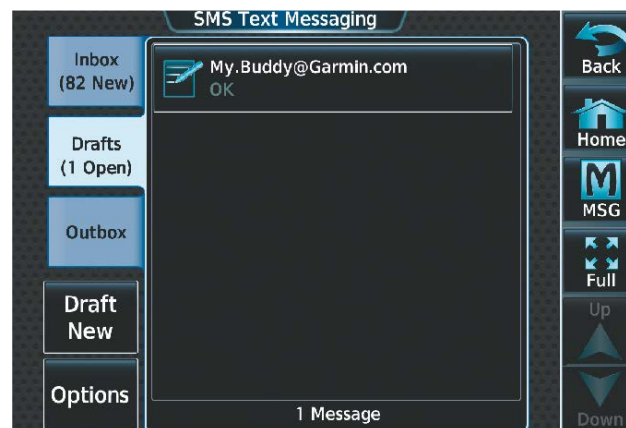 SMS Text Messaging
Inbox
(82 New)
Drafts
(1 Open)
Outbox
Draft
New
Options
My.Buddy@Garmin.com
OK
1 Message
Back
Home
MSG
Full
Up
Down